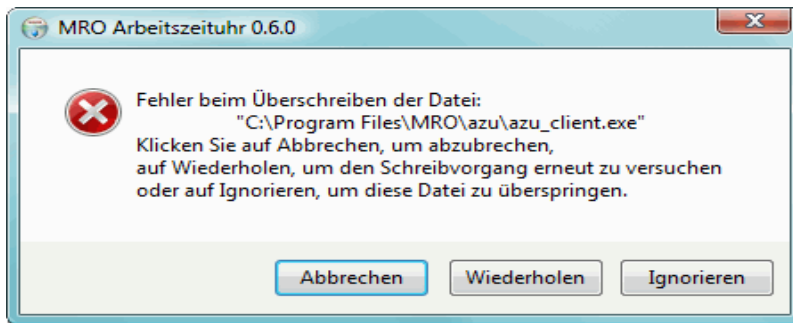 MRO Arbeitszeituhr 0.6.0
Fehler beim Überschreiben der Datei:
"C:\Program Files\MRO\azu\azu_client.exe"
Klicken Sie auf Abbrechen, um abzubrechen,
auf Wiederholen, um den Schreibvorgang erneut zu versuchen
oder auf Ignorieren, um diese Datei zu überspringen.
Abbrechen Wiederholen Ignorieren